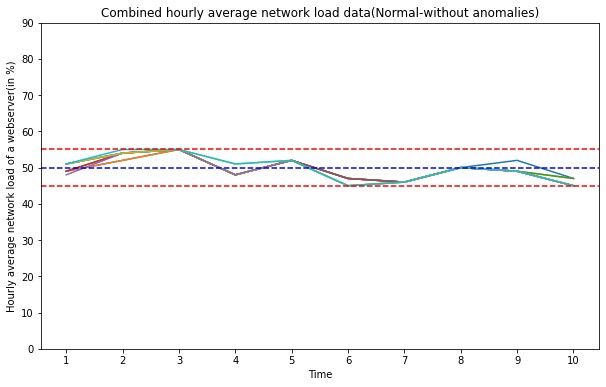 Combined hourly average network load data(Normal-without anomalies)
Hourly average network load of a webserver(in %)
90
80
70
60
50
40
30
20
10
0
1 2 3 4 5 6 7 8 9 10
Time